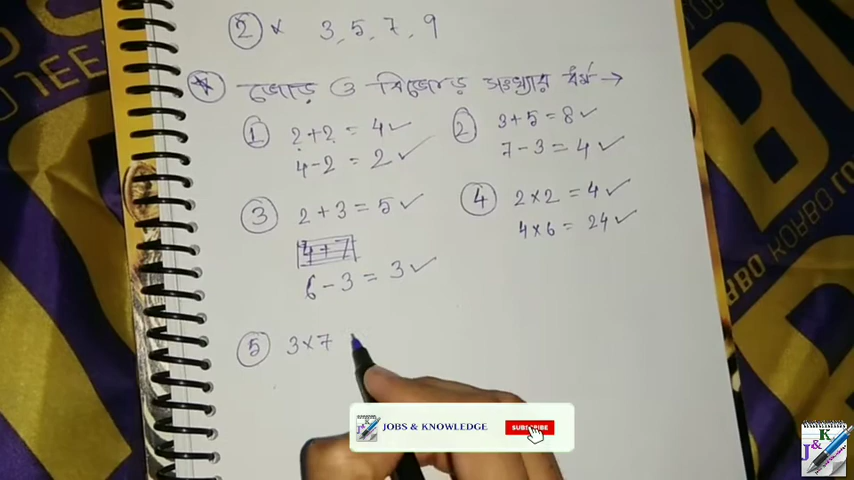 ② × 3, 5, 7, 9
জোড় ও বিজোড় সংখ্যার ধর্ম →
① 2+2 = 4 ✓
4-2 = 2 ✓
② 3+5 = 8 ✓
7-3 = 4 ✓
③ 2+3 = 5 ✓
4+7
6-3 = 3 ✓
④ 2×2 = 4 ✓
4×6 = 24 ✓
⑤ 3×7
JOBS & KNOWLEDGE
SUBSCRIBE
J&K
KORBO